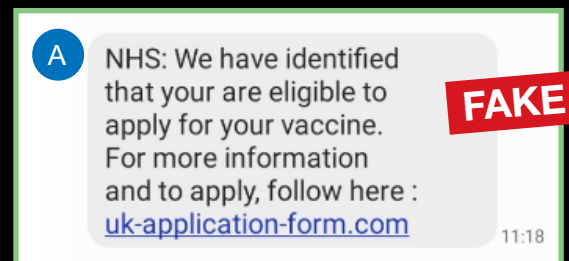 A
NHS: We have identified
that your are eligible to
apply for your vaccine.
For more information
and to apply, follow here :
uk-application-form.com
11:18
FAKE